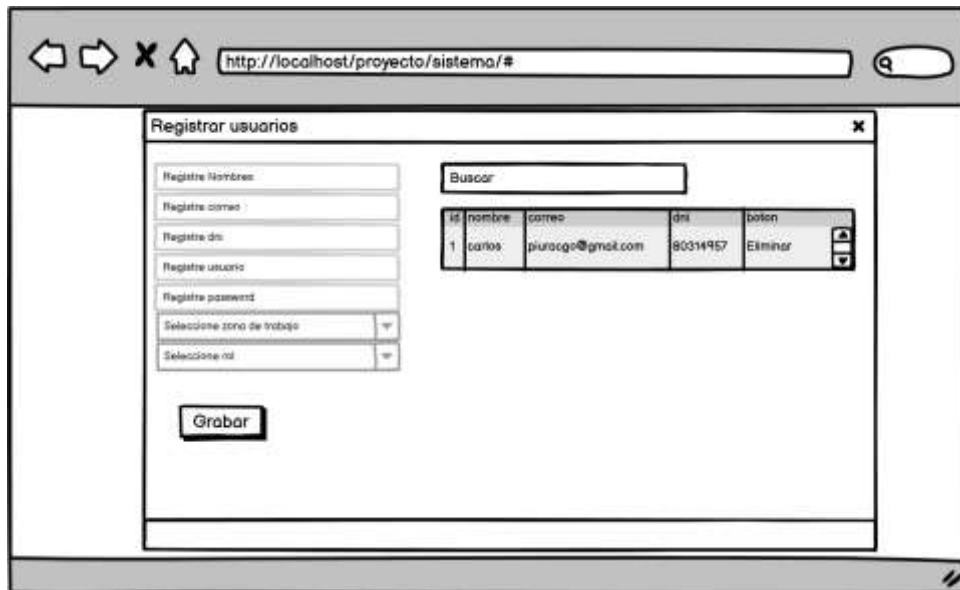 http://localhost/proyecto/sistema/#
Registrar usuarios
Registre Nombres
Registre correo
Registre dni
Registre usuario
Registre password
Seleccione zona de trabajo
Seleccione rol
Grabar
Buscar
id nombre correo dni boton
1 carlos piuracgo@gmail.com 80314957 Eliminar